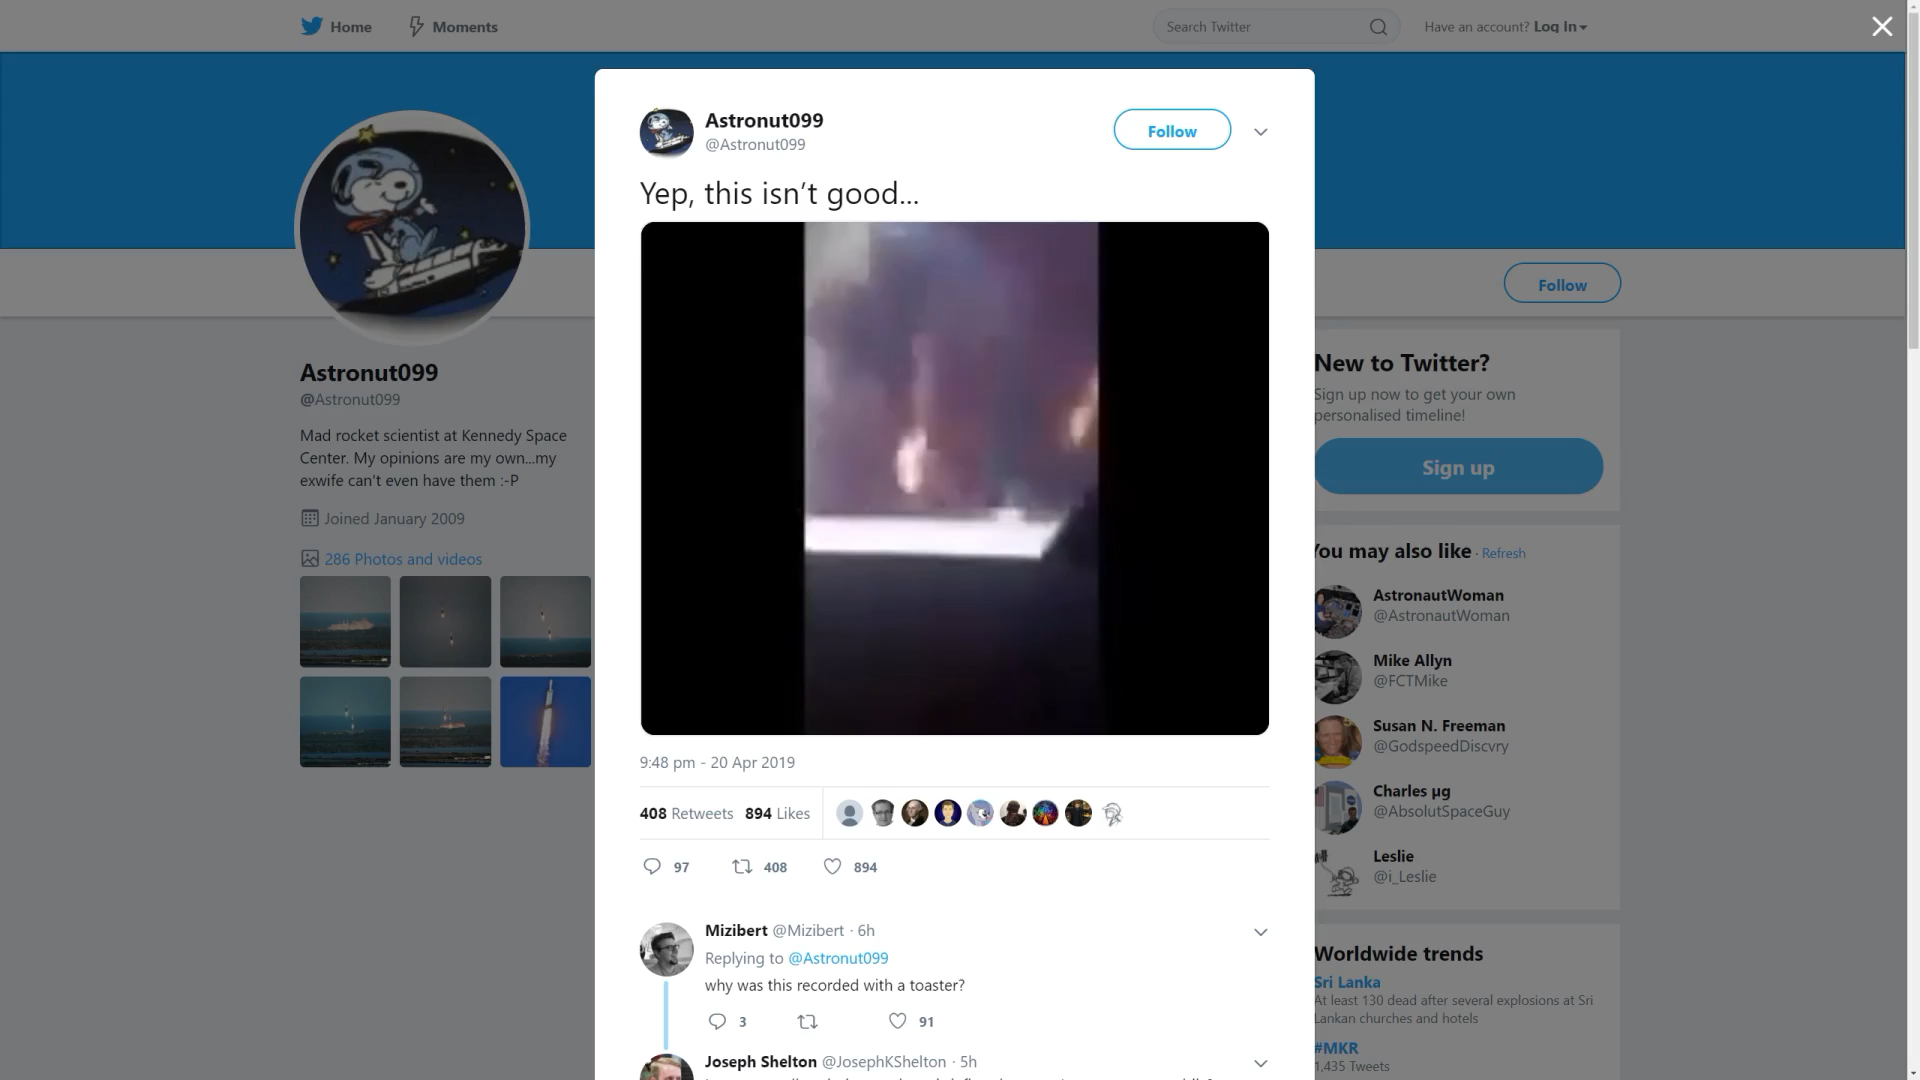 Home
Moments
Search Twitter
Have an account? Log In
Astronut099
@Astronut099
Follow
Yep, this isn’t good...
9:48 pm - 20 Apr 2019
408 Retweets 894 Likes
97
408
894
Mizibert @Mizibert · 6h
Replying to @Astronut099
why was this recorded with a toaster?
3
91
Joseph Shelton @JosephKShelton · 5h
Astronut099
@Astronut099
Mad rocket scientist at Kennedy Space
Center. My opinions are my own...my
exwife can't even have them :-P
Joined January 2009
286 Photos and videos
Follow
New to Twitter?
Sign up now to get your own
personalised timeline!
Sign up
You may also like · Refresh
AstronautWoman
@AstronautWoman
Mike Allyn
@FCTMike
Susan N. Freeman
@GodspeedDiscvry
Charles µg
@AbsolutSpaceGuy
Leslie
@i_Leslie
Worldwide trends
Sri Lanka
At least 130 dead after several explosions at Sri
Lankan churches and hotels
#MKR
1,435 Tweets